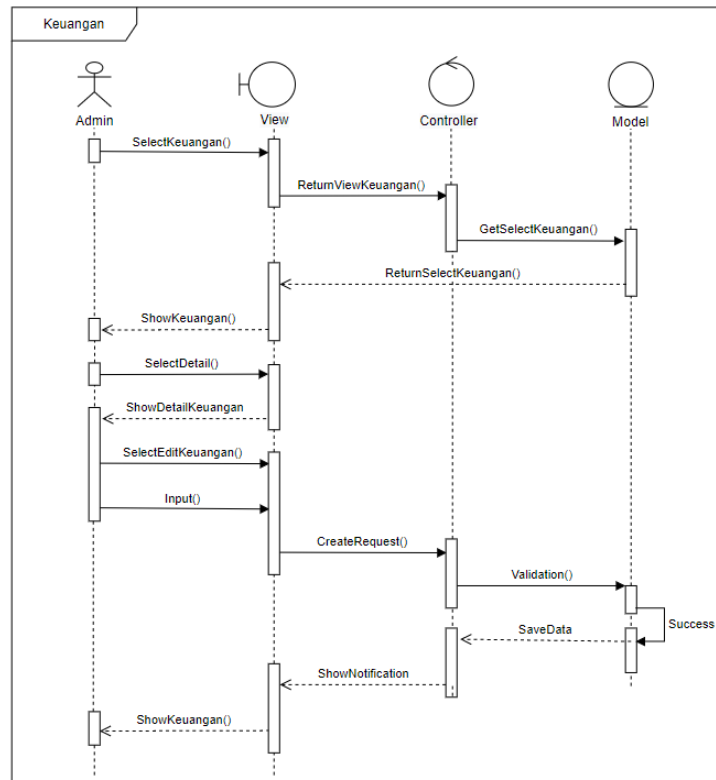 Keuangan
Admin
View
Controller
Model
SelectKeuangan()
ReturnViewKeuangan()
GetSelectKeuangan()
ReturnSelectKeuangan()
ShowKeuangan()
SelectDetail()
ShowDetailKeuangan
SelectEditKeuangan()
Input()
CreateRequest()
Validation()
Success
SaveData
ShowNotification
ShowKeuangan()